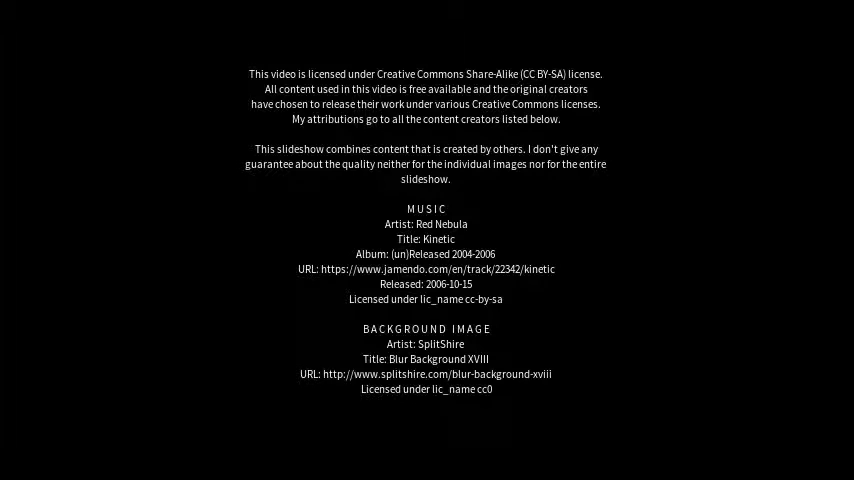 This video is licensed under Creative Commons Share-Alike (CC BY-SA) license.
All content used in this video is free available and the original creators
have chosen to release their work under various Creative Commons licenses.
My attributions go to all the content creators listed below.
This slideshow combines content that is created by others. I don't give any
guarantee about the quality neither for the individual images nor for the entire
slideshow.
MUSIC
Artist: Red Nebula
Title: Kinetic
Album: (un)Released 2004-2006
URL: https://www.jamendo.com/en/track/22342/kinetic
Released: 2006-10-15
Licensed under lic_name cc-by-sa
BACKGROUND IMAGE
Artist: SplitShire
Title: Blur Background XVIII
URL: http://www.splitshire.com/blur-background-xviii
Licensed under lic_name cc0